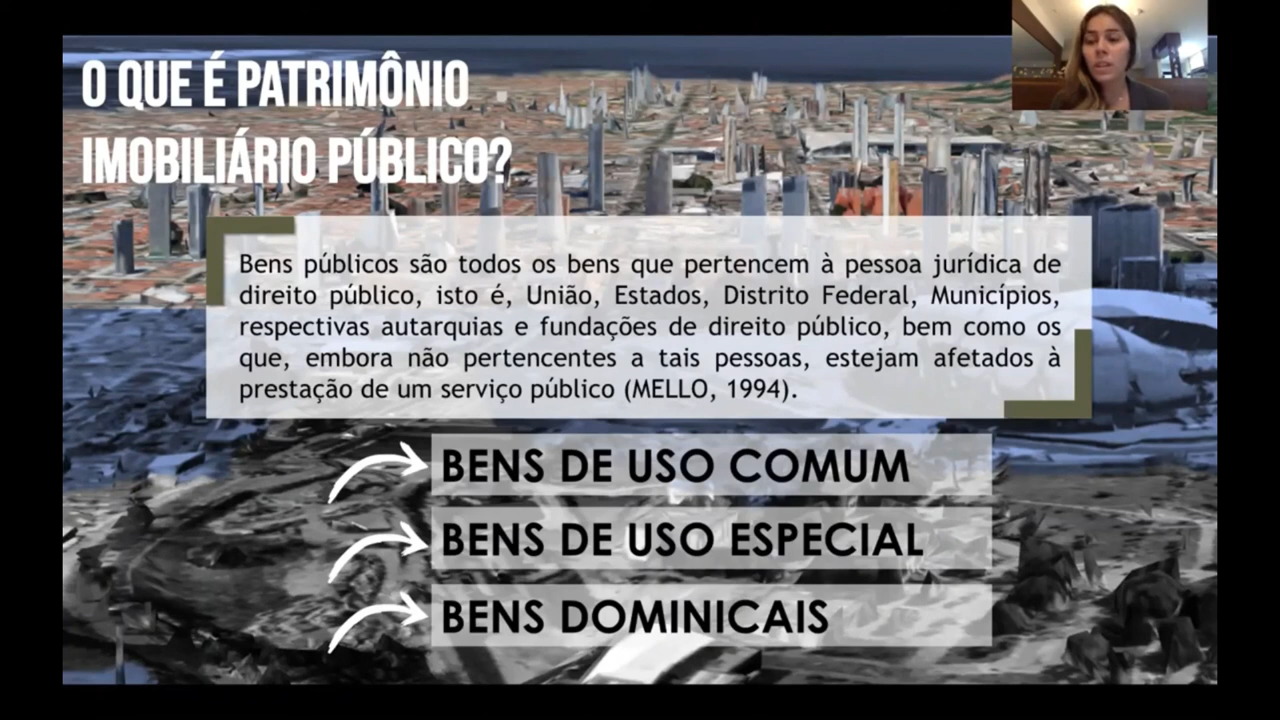 O QUE É PATRIMÔNIO
IMOBILIÁRIO PÚBLICO?
Bens públicos são todos os bens que pertencem à pessoa jurídica de
direito público, isto é, União, Estados, Distrito Federal, Municípios,
respectivas autarquias e fundações de direito público, bem como os
que, embora não pertencentes a tais pessoas, estejam afetados à
prestação de um serviço público (MELLO, 1994).
BENS DE USO COMUM
BENS DE USO ESPECIAL
BENS DOMINICAIS